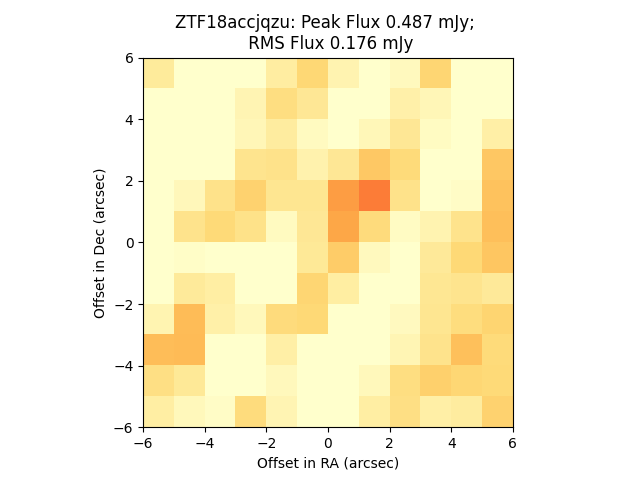 ZTF18accjqzu: Peak Flux 0.487 mJy;
RMS Flux 0.176 mJy
6
4
2
0
−2
−4
−6
Offset in Dec (arcsec)
−6 −4 −2 0 2 4 6
Offset in RA (arcsec)